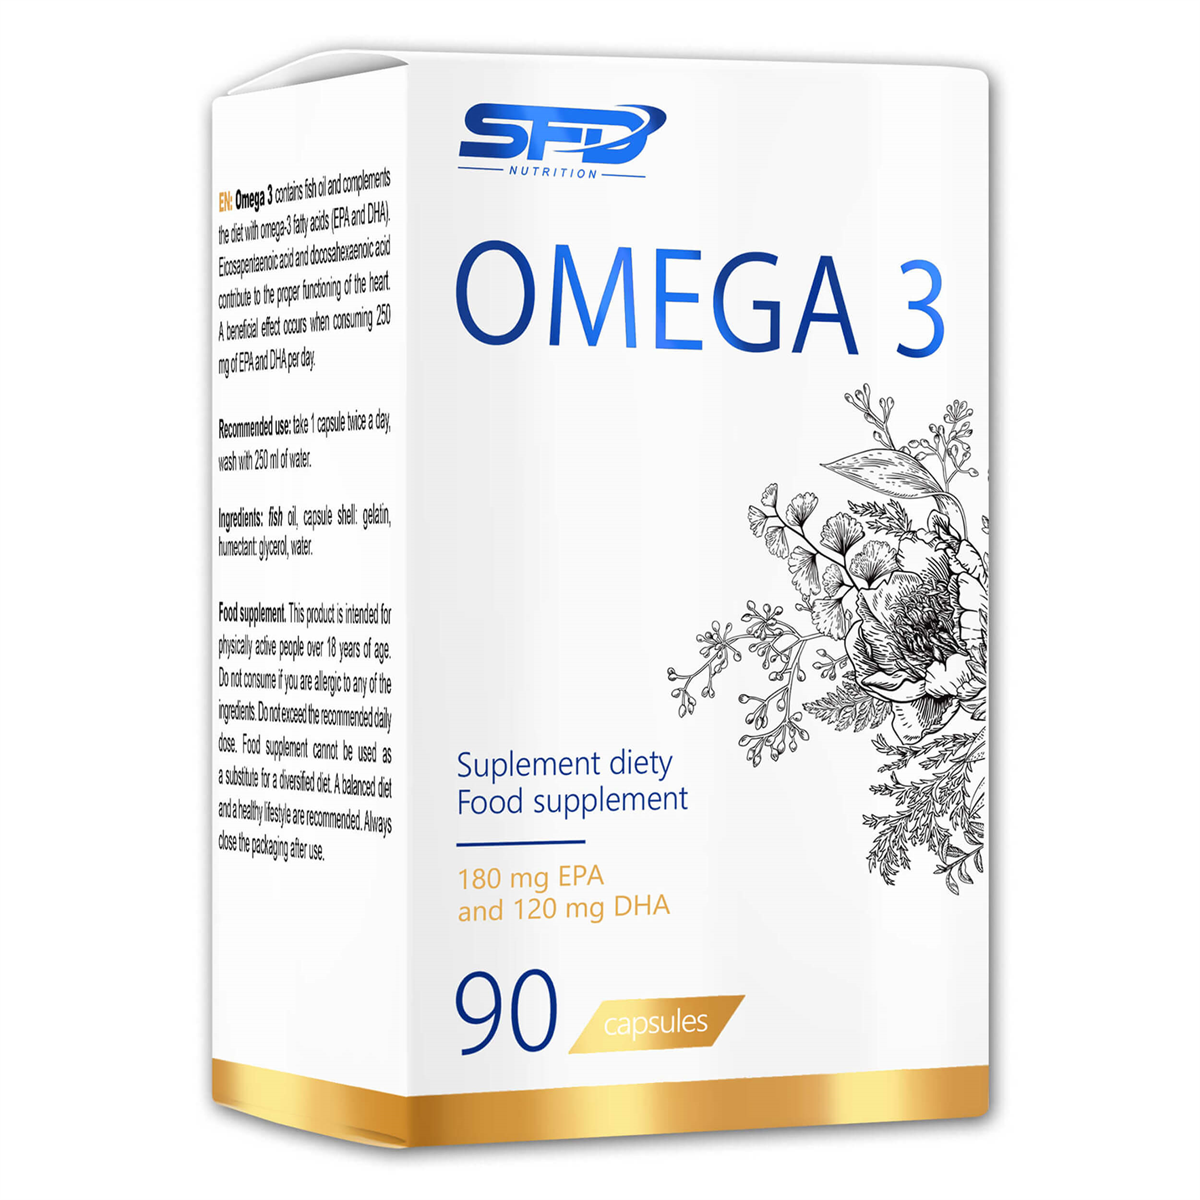 SFD
NUTRITION
OMEGA 3
Suplement diety
Food supplement
180 mg EPA
and 120 mg DHA
90 capsules
EN: Omega 3 contains fish oil and complements
the diet with omega-3 fatty acids (EPA and DHA).
Eicosapentaenoic acid and docosahexaenoic acid
contribute to the proper functioning of the heart.
A beneficial effect occurs when consuming 250
mg of EPA and DHA per day.
Recommended use: take 1 capsule twice a day,
wash with 250 ml of water.
Ingredients: fish oil, capsule shell: gelatin,
humectant: glycerol, water.
Food supplement. This product is intended for
physically active people over 18 years of age.
Do not consume if you are allergic to any of the
ingredients. Do not exceed the recommended daily
dose. Food supplement cannot be used as
a substitute for a diversified diet. A balanced diet
and a healthy lifestyle are recommended. Always
close the packaging after use.